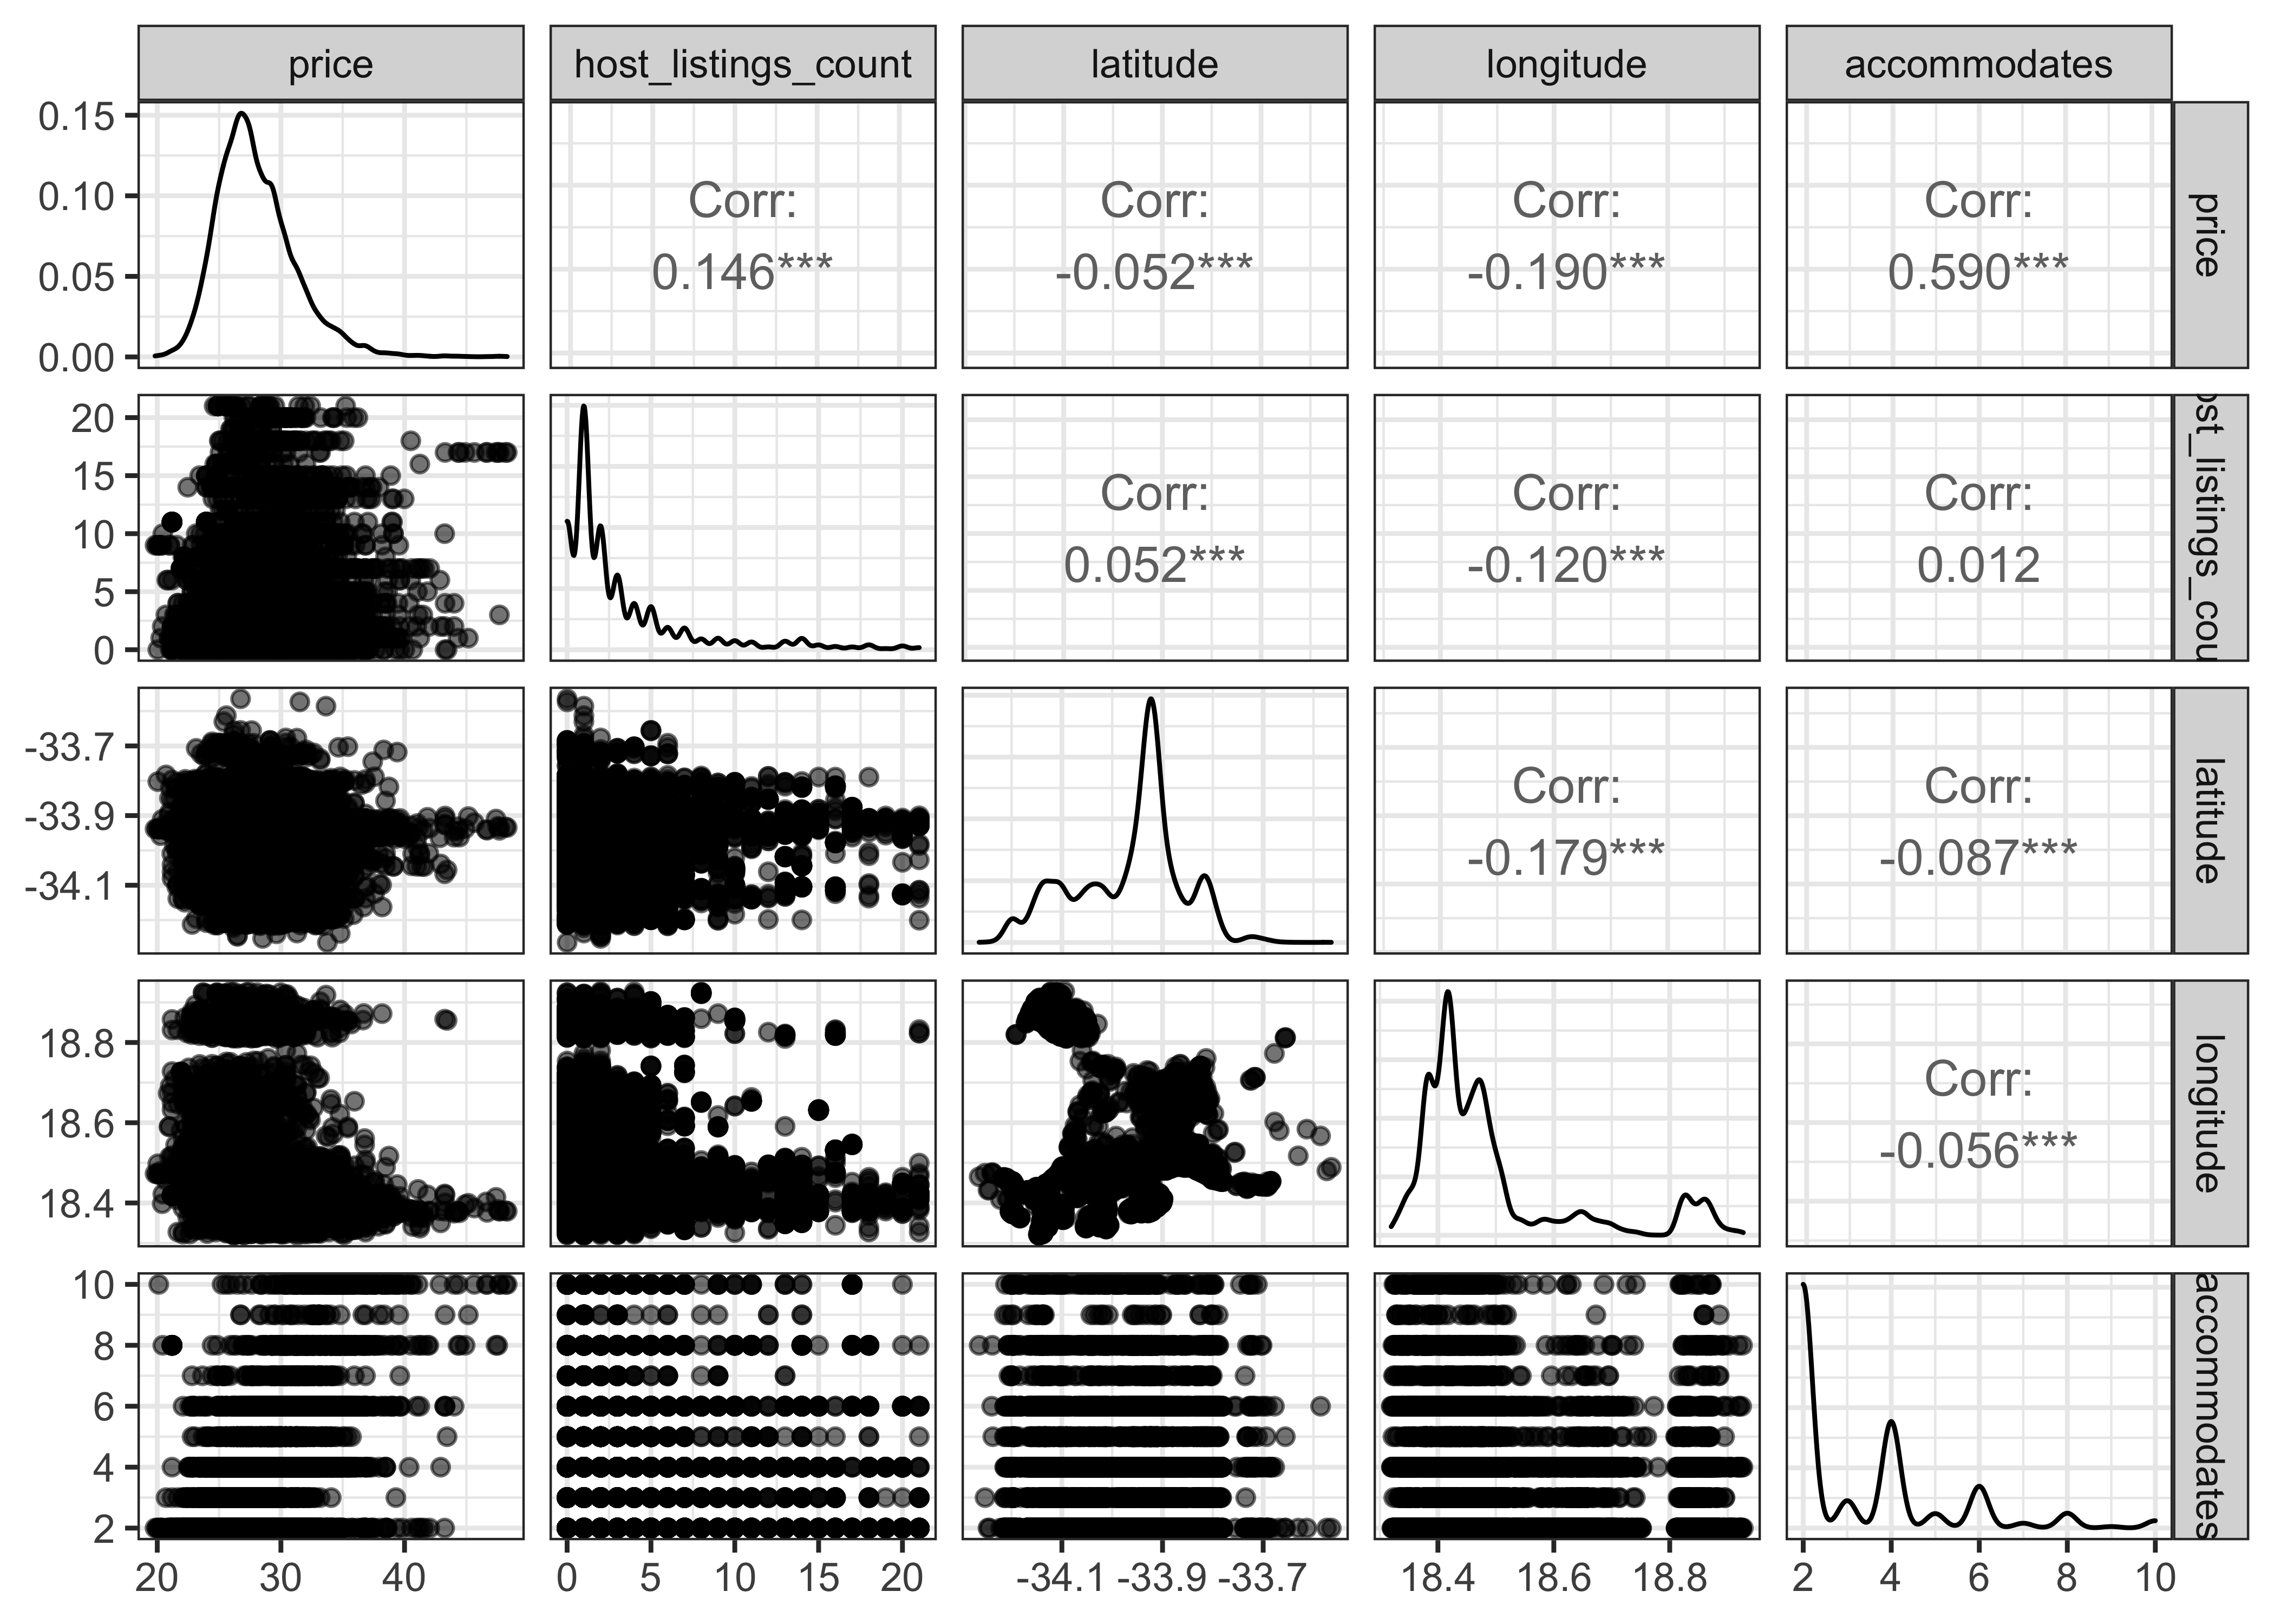 price host_listings_count latitude longitude accommodates
0.15
0.10
0.05
0.00
Corr:
0.146***
Corr:
-0.052***
Corr:
-0.190***
Corr:
0.590***
price
20
15
10
5
0
Corr:
0.052***
Corr:
-0.120***
Corr:
0.012
ost_listings_cou
-33.7
-33.9
-34.1
Corr:
-0.179***
Corr:
-0.087***
latitude
18.8
18.6
18.4
Corr:
-0.056***
longitude
10
8
6
4
2
accommodates
20 30 40 0 5 10 15 20 -34.1 -33.9 -33.7 18.4 18.6 18.8 2 4 6 8 10